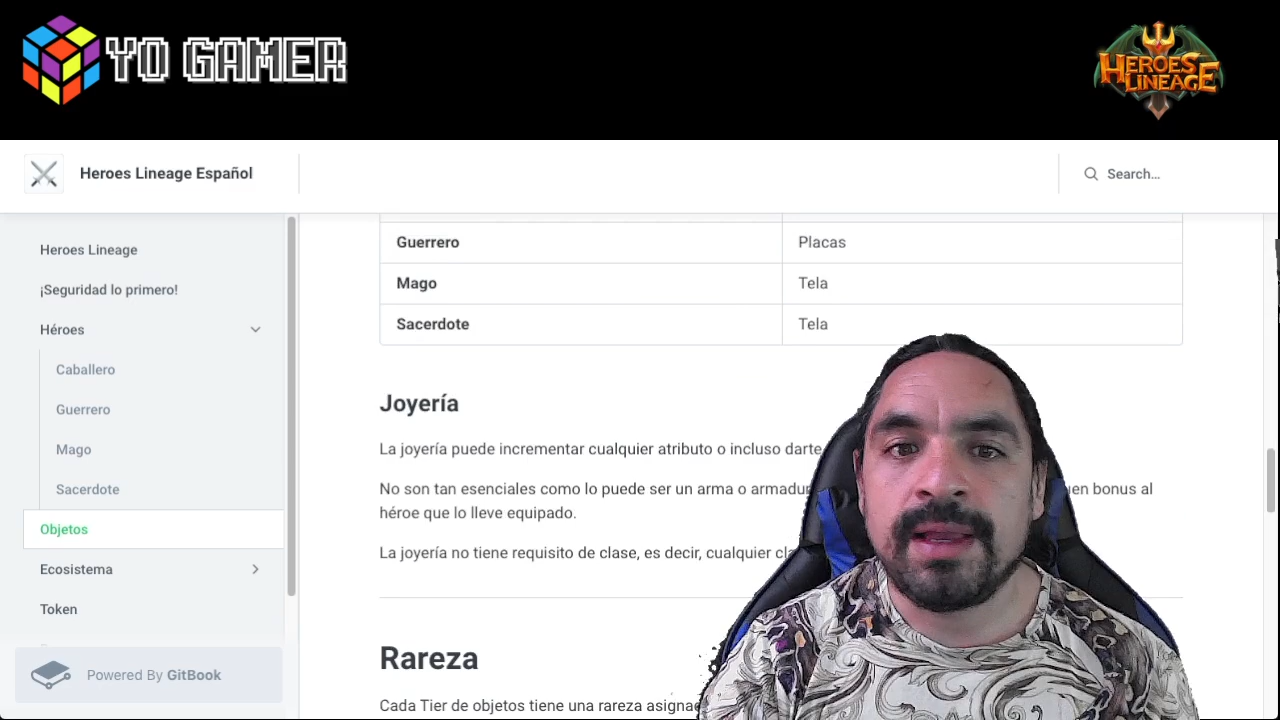 YO GAMER
HEROES
LINEAGE
Heroes Lineage Español
Search...
Heroes Lineage
¡Seguridad lo primero!
Héroes
Caballero
Guerrero
Mago
Sacerdote
Objetos
Ecosistema
Token
Powered By GitBook
Guerrero Placas
Mago Tela
Sacerdote Tela
Joyería
La joyería puede incrementar cualquier atributo o incluso darte
No son tan esenciales como lo puede ser un arma o bonus al
héroe que lo lleve equipado.
La joyería no tiene requisito de clase, es decir, cualquier
Rareza
Cada Tier de objetos tiene una rareza